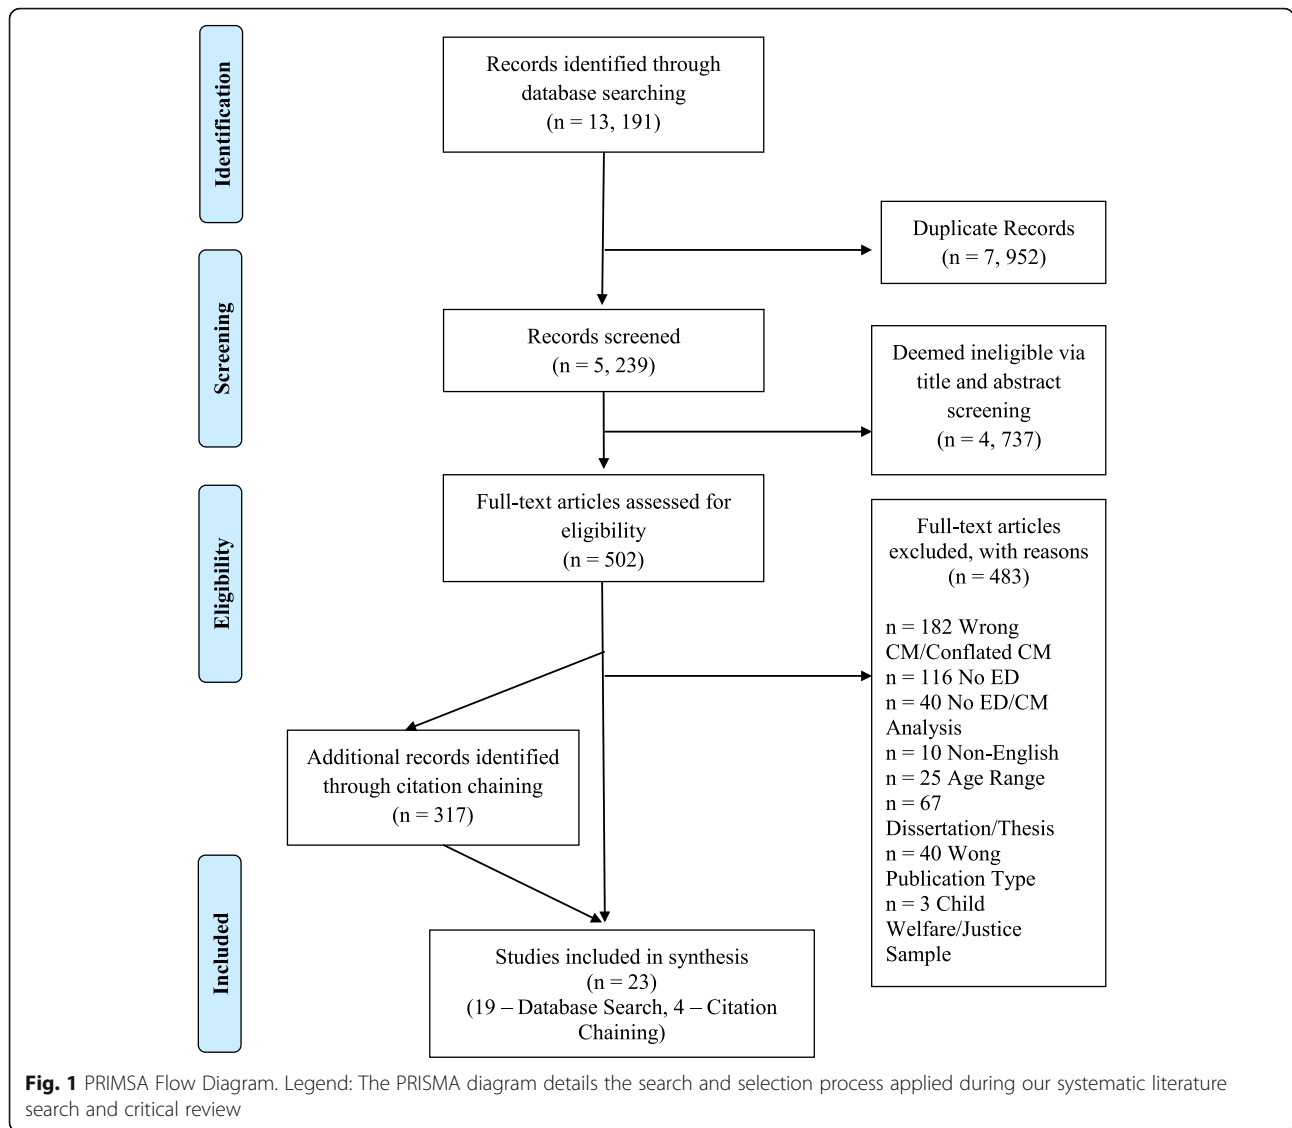 Identification
Records identified through
database searching
(n = 13, 191)
Duplicate Records
(n = 7, 952)
Screening
Records screened
(n = 5, 239)
Deemed ineligible via
title and abstract
screening
(n = 4, 737)
Eligibility
Full-text articles assessed for
eligibility
(n = 502)
Full-text articles
excluded, with reasons
(n = 483)
n = 182 Wrong
CM/Conflated CM
n = 116 No ED
n = 40 No ED/CM
Analysis
n = 10 Non-English
n = 25 Age Range
n = 67
Dissertation/Thesis
n = 40 Wong
Publication Type
n = 3 Child
Welfare/Justice
Sample
Additional records identified
through citation chaining
(n = 317)
Included
Studies included in synthesis
(n = 23)
(19 – Database Search, 4 – Citation
Chaining)
Fig. 1 PRIMSA Flow Diagram. Legend: The PRISMA diagram details the search and selection process applied during our systematic literature
search and critical review